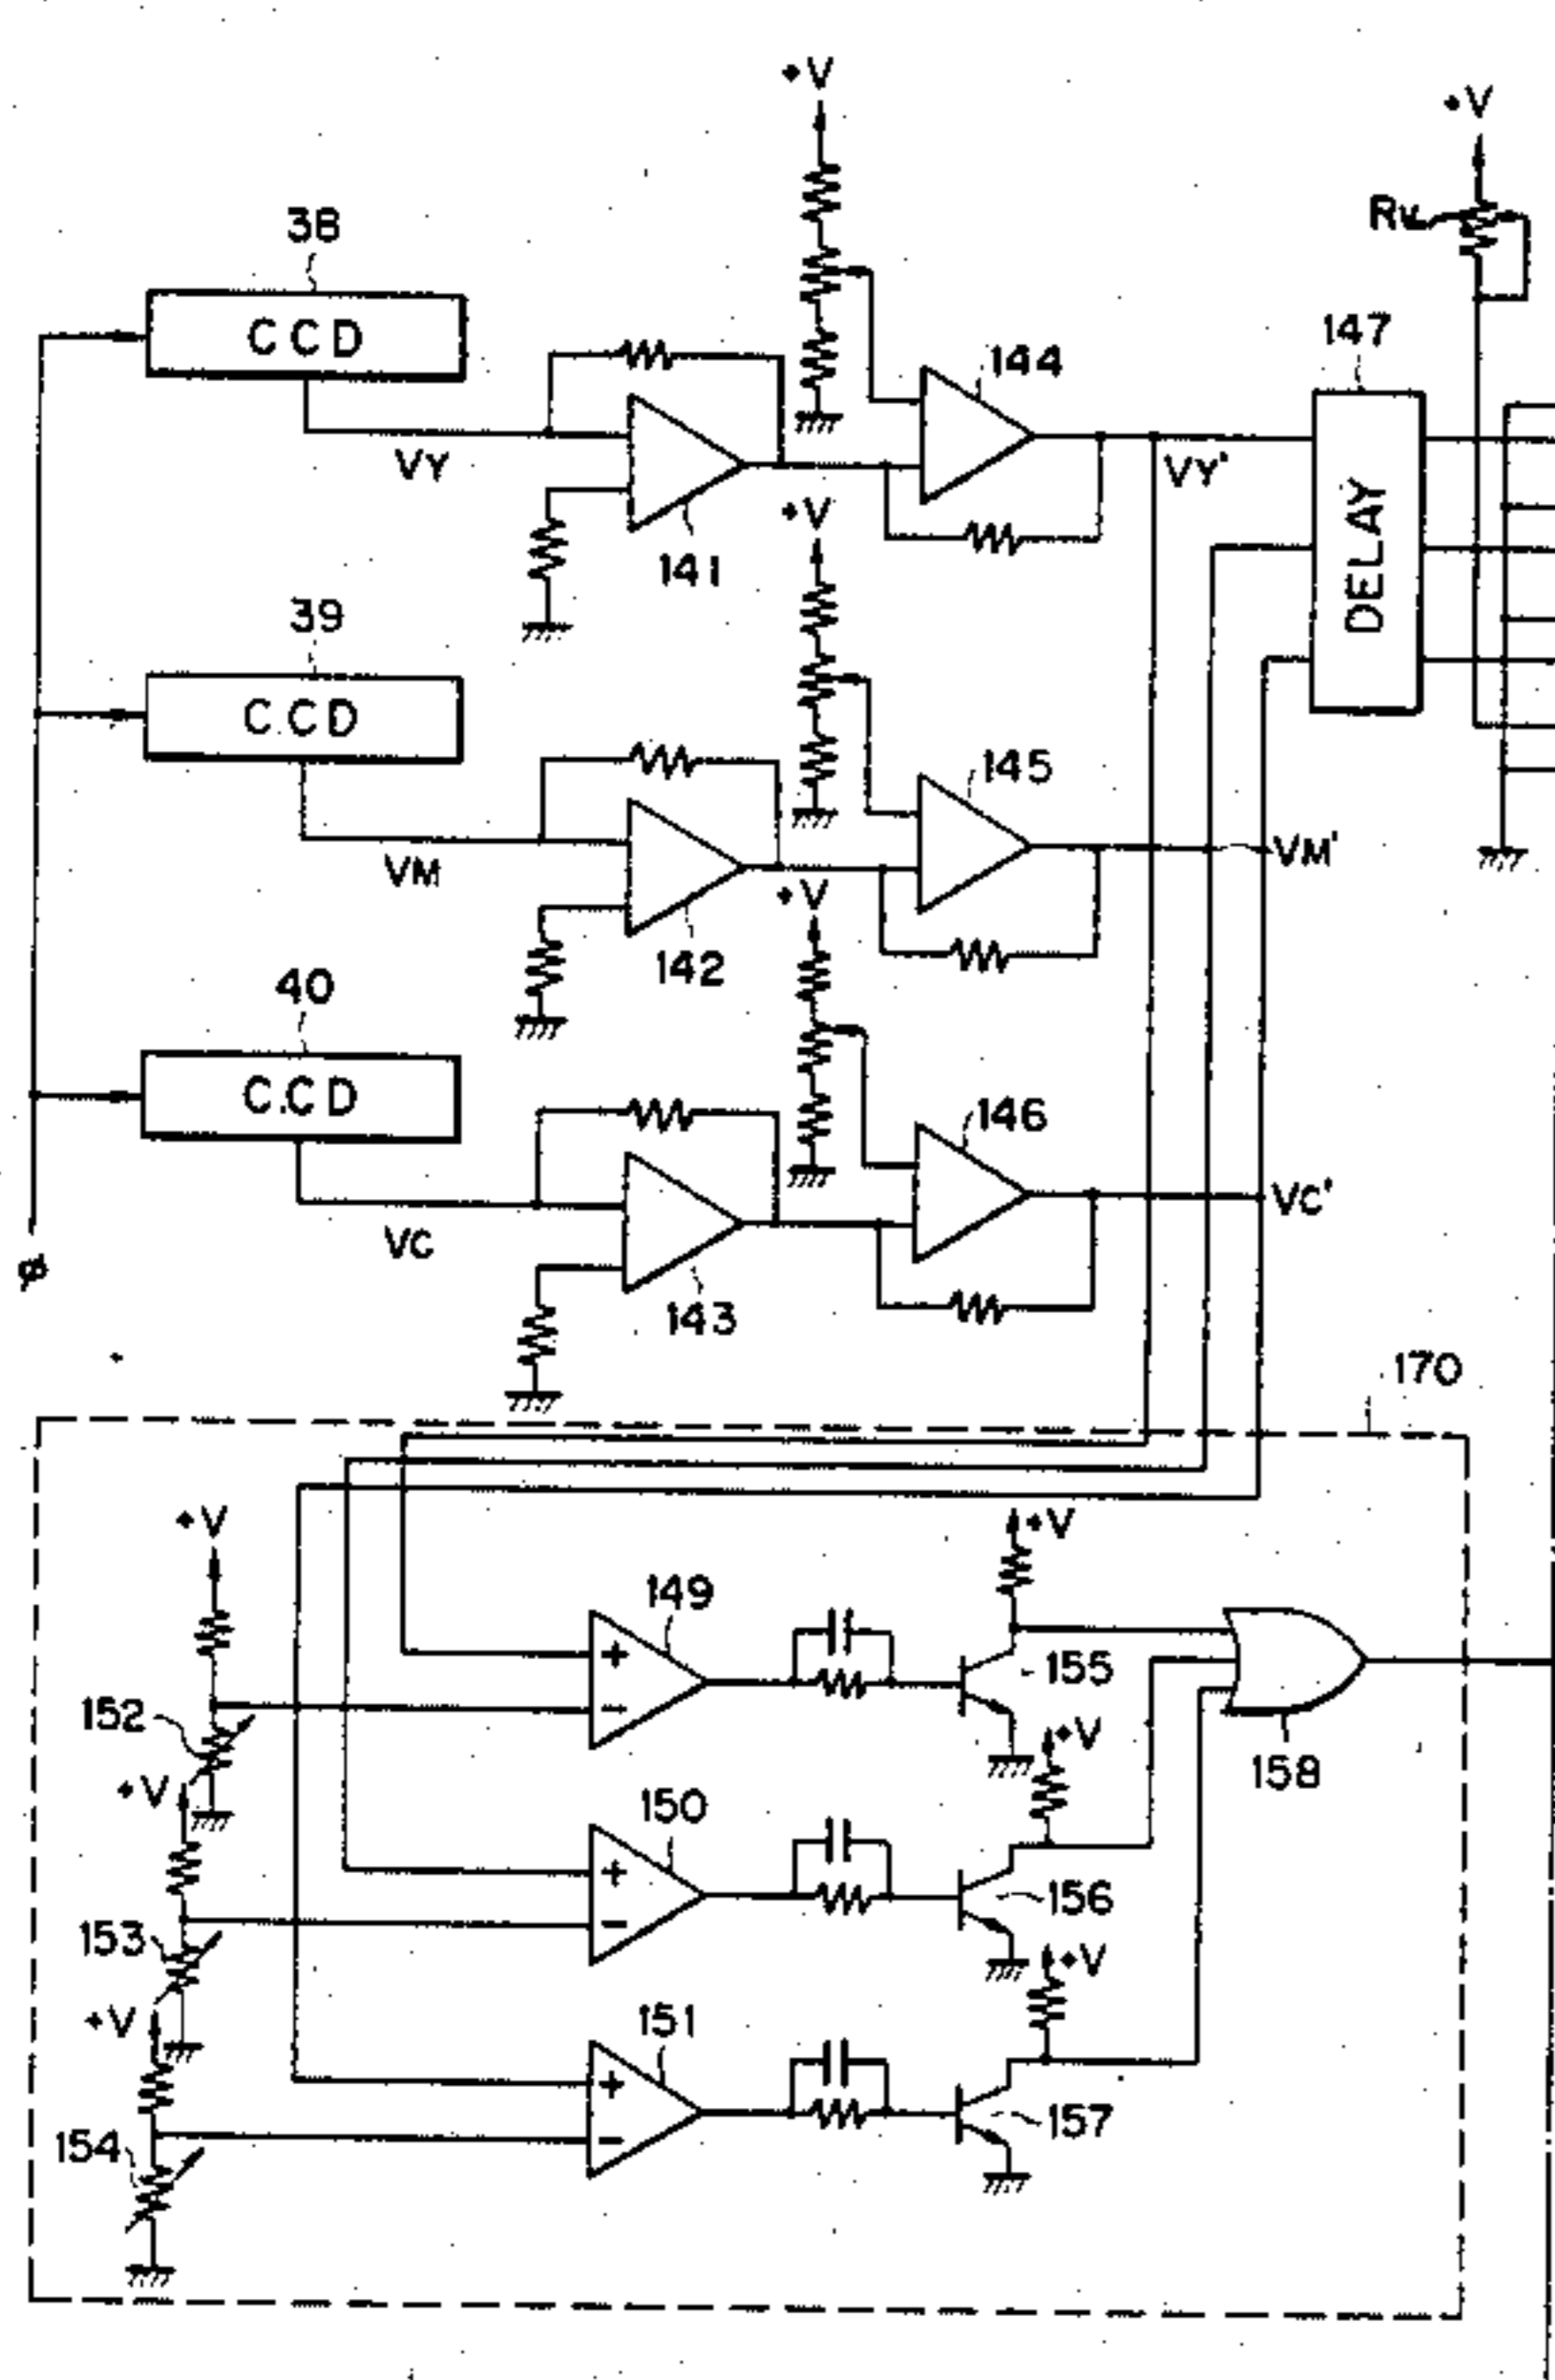 +V
+V
Rv
38
CCD
147
144
VY
VY'
DELAY
+V
141
39
CCD
145
VM
VM'
+V
142
40
C.CD
146
VC
VC'
ø
143
170
+V
+V
149
155
152
+V
158
+V
150
156
153
+V
+V
151
157
154
+
−
+
−
+
−